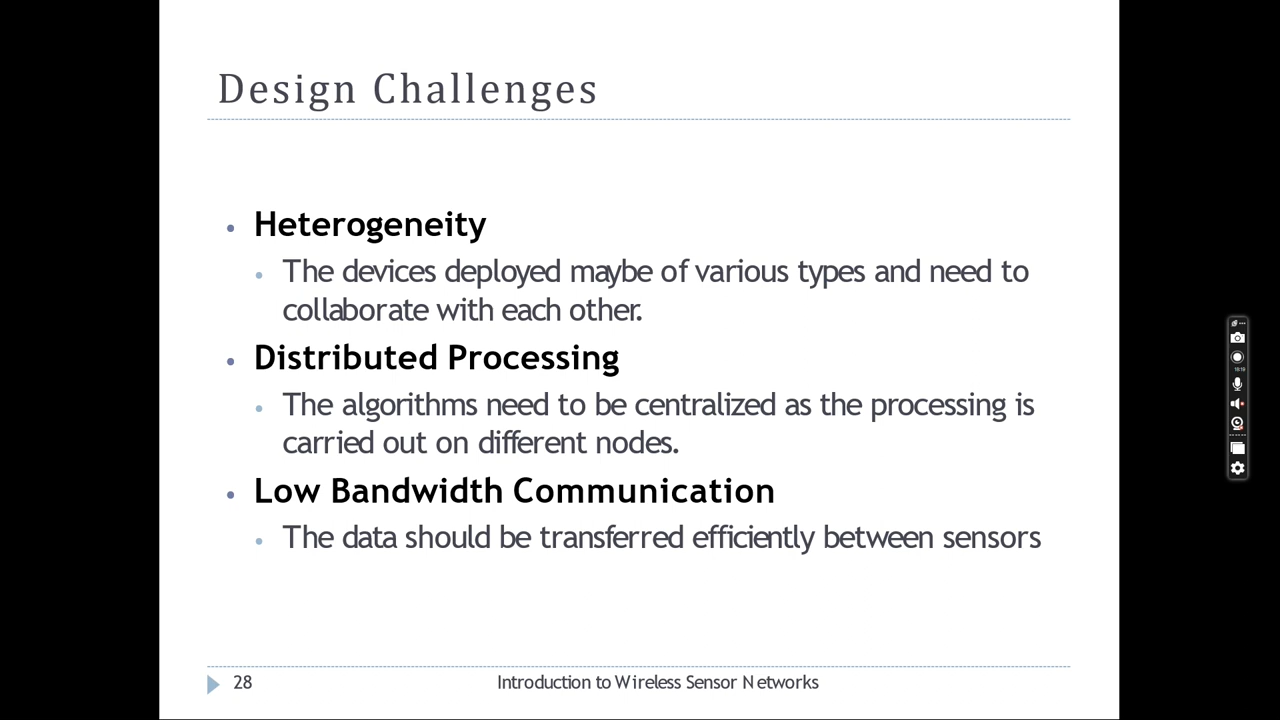 Design Challenges
• Heterogeneity
• The devices deployed maybe of various types and need to
collaborate with each other.
• Distributed Processing
• The algorithms need to be centralized as the processing is
carried out on different nodes.
• Low Bandwidth Communication
• The data should be transferred efficiently between sensors
28
Introduction to Wireless Sensor Networks